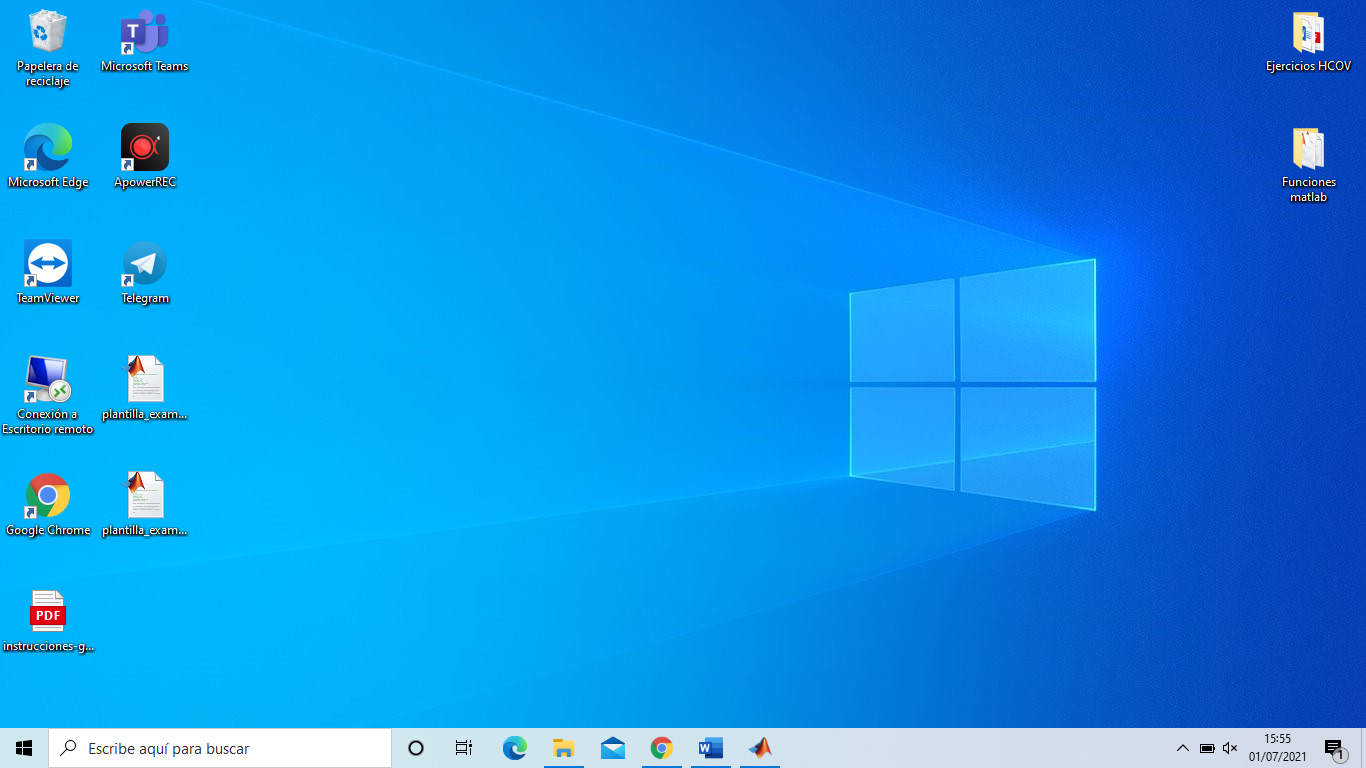 Papelera de
reciclaje
Microsoft Teams
Ejercicios HCOV
Microsoft Edge
ApowerREC
Funciones
matlab
TeamViewer
Telegram
Conexión a
Escritorio remoto
plantilla_exam...
Google Chrome
plantilla_exam...
PDF
instrucciones-g...
Escribe aquí para buscar
15:55
01/07/2021
1